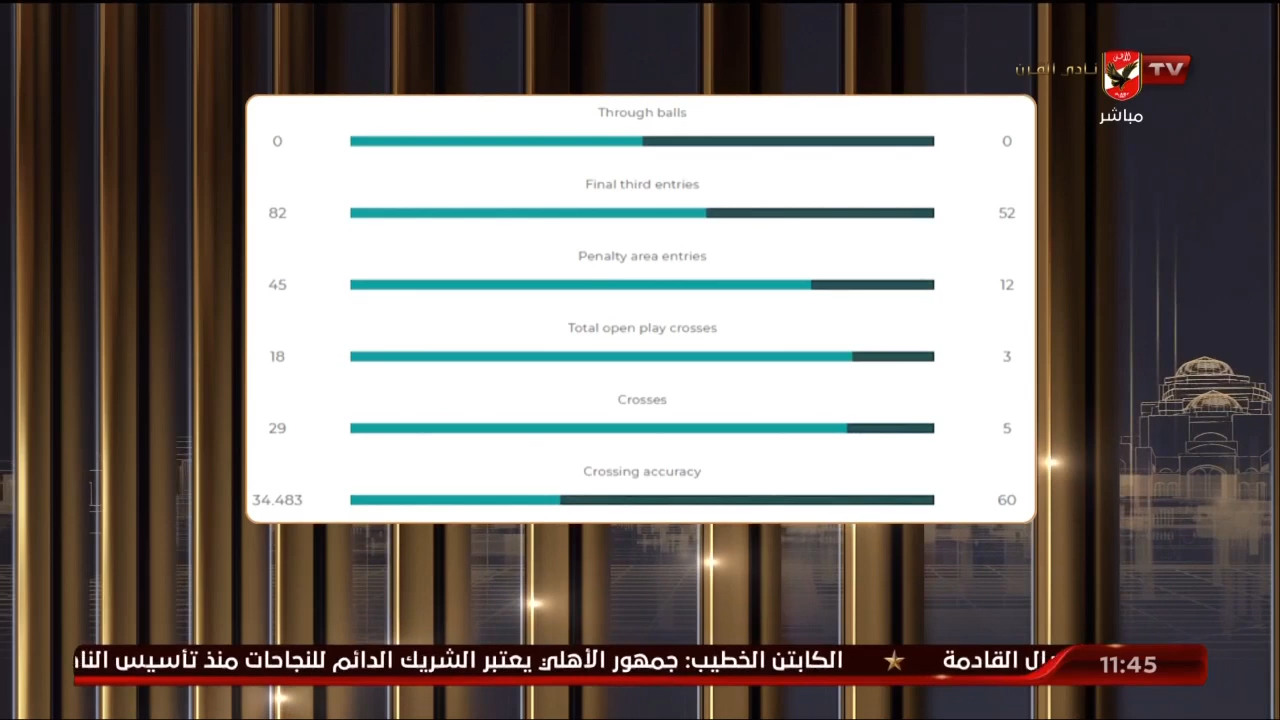 نادي القرن
TV
مباشر
Through balls
0 0
Final third entries
82 52
Penalty area entries
45 12
Total open play crosses
18 3
Crosses
29 5
Crossing accuracy
34.483 60
القادمة
الكابتن الخطيب: جمهور الأهلي يعتبر الشريك الدائم للنجاحات منذ تأسيس
11:45